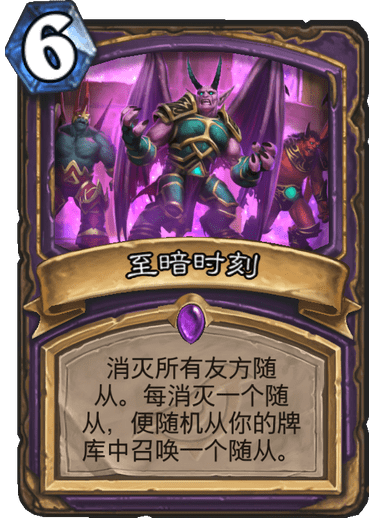 6
至暗时刻
消灭所有友方随
从。每消灭一个随
从，便随机从你的牌
库中召唤一个随从。